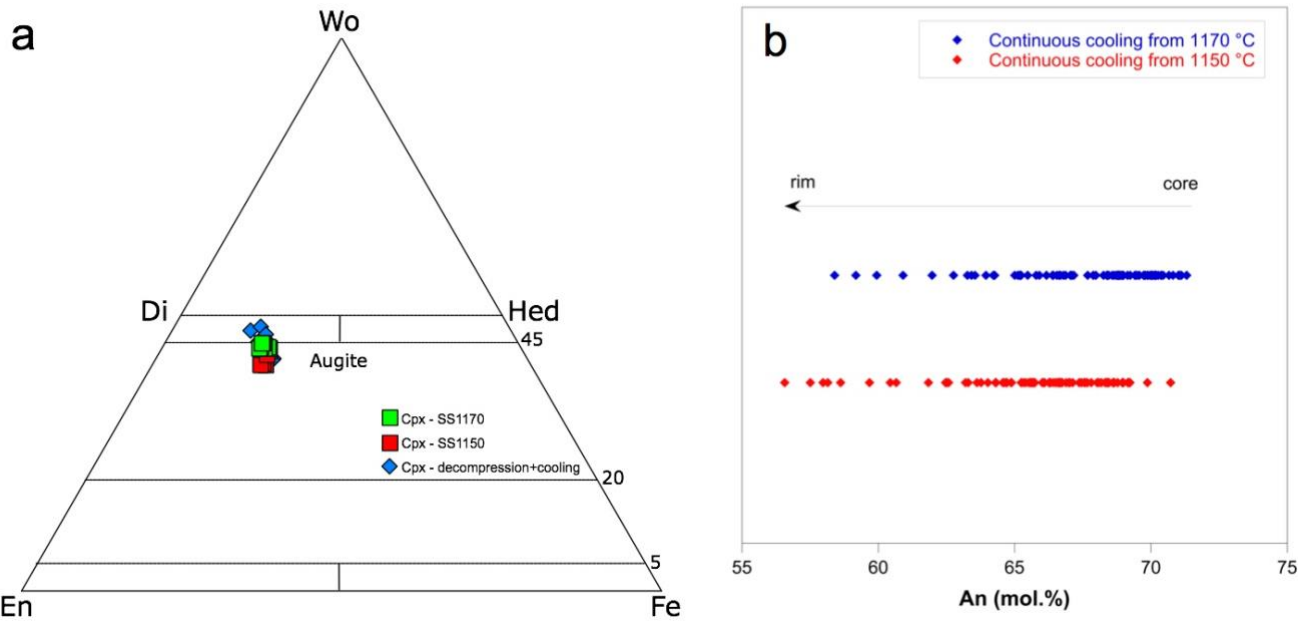 a
Wo
Di
Hed
45
Augite
Cpx - SS1170
Cpx - SS1150
Cpx - decompression+cooling
20
5
En
Fe
b
Continuous cooling from 1170 °C
Continuous cooling from 1150 °C
rim
core
55
60
65
70
75
An (mol.%)